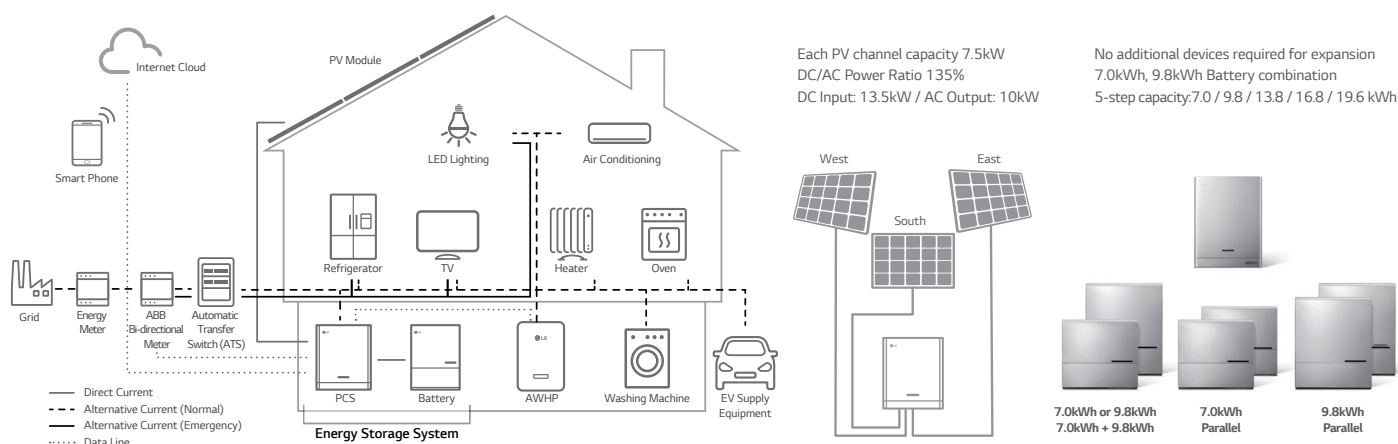 Internet Cloud
PV Module
Smart Phone
LED Lighting
Air Conditioning
Refrigerator
TV
Heater
Oven
Grid
Energy
Meter
ABB
Bi-directional
Meter
Automatic
Transfer
Switch (ATS)
LG
LG
LG
PCS
Battery
AWHP
Washing Machine
EV Supply
Equipment
Energy Storage System
Direct Current
Alternative Current (Normal)
Alternative Current (Emergency)
Data Line
Each PV channel capacity 7.5kW
DC/AC Power Ratio 135%
DC Input: 13.5kW / AC Output: 10kW
West
East
South
LG
No additional devices required for expansion
7.0kWh, 9.8kWh Battery combination
5-step capacity:7.0 / 9.8 / 13.8 / 16.8 / 19.6 kWh
7.0kWh or 9.8kWh
7.0kWh + 9.8kWh
7.0kWh
Parallel
9.8kWh
Parallel